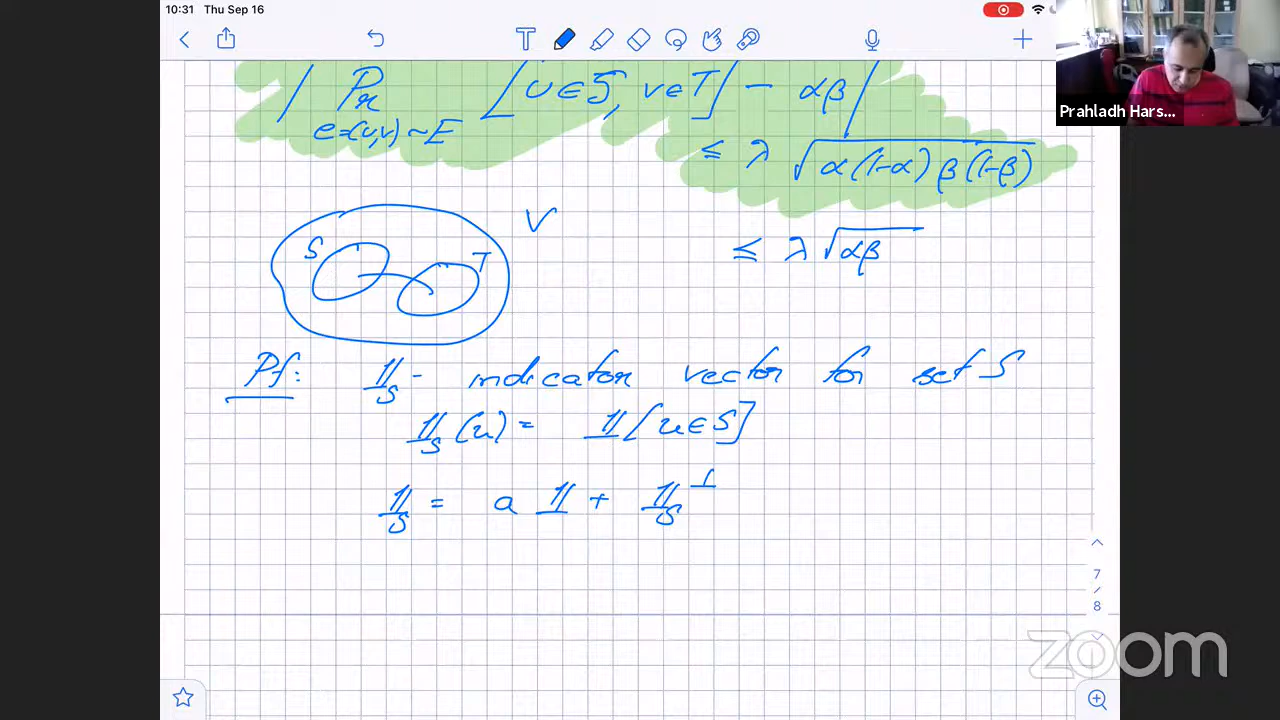 10:31 Thu Sep 16
| Pr [u∈S, v∈T] − αβ |
e=(u,v)~E
≤ λ √α(1-α) β(1-β)
Prahladh Hars...
V
S
T
≤ λ √αβ
Pf: 𝟙_S - indicator vector for set S
𝟙_S (u) = 𝟙[u∈S]
𝟙_S = a 𝟙 + 𝟙_S^⊥
7
/
8
zoom